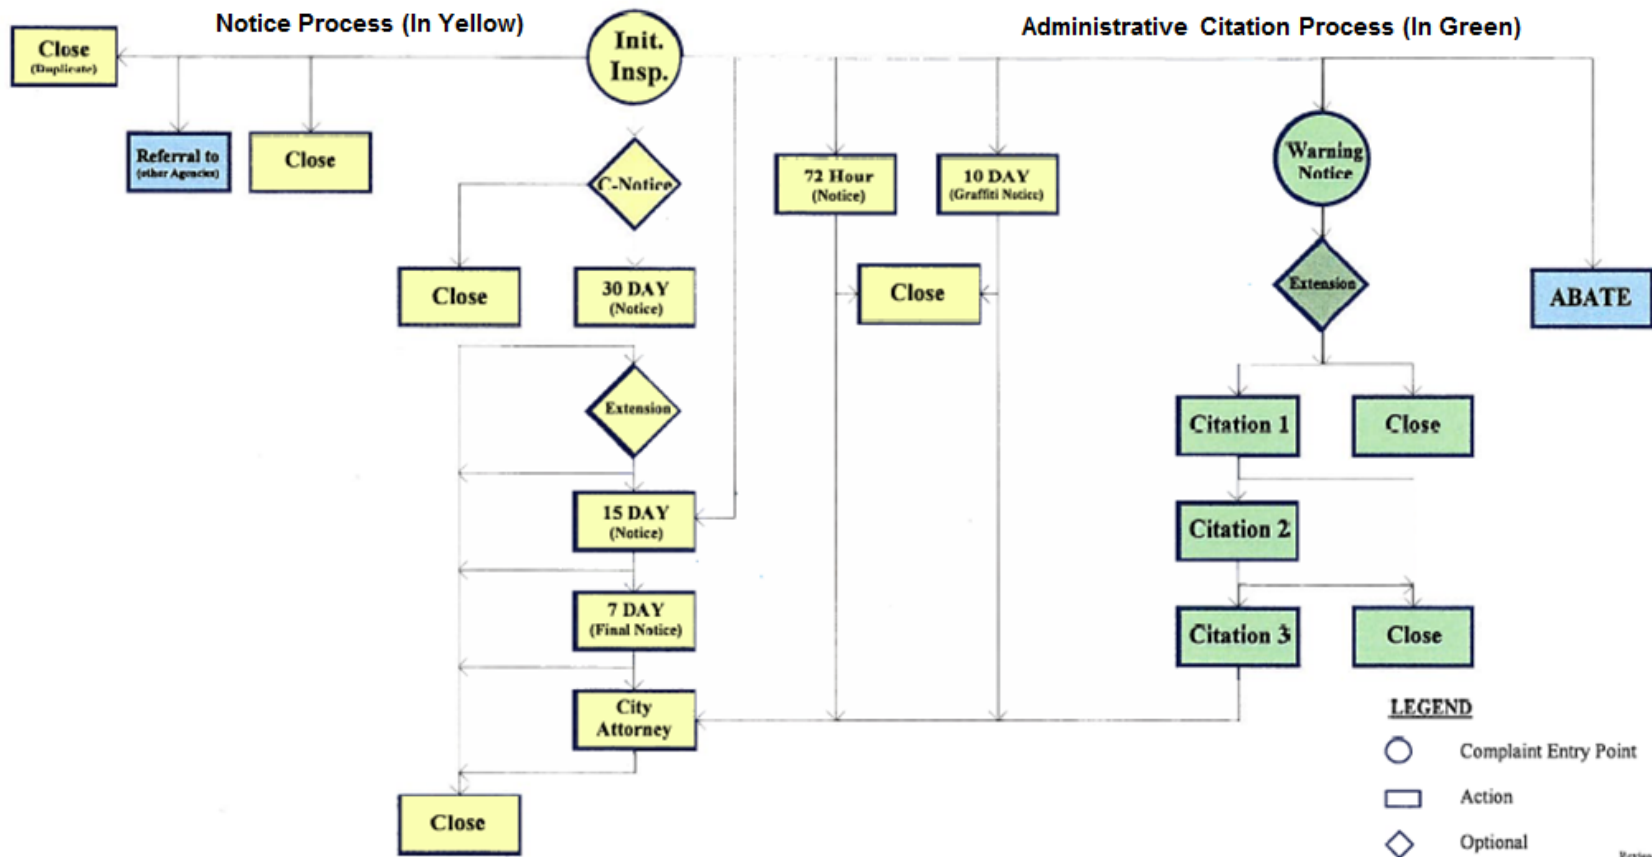 Notice Process (In Yellow)
Administrative Citation Process (In Green)
Close
(Duplicate)
Init.
Insp.
Referral to
(other Agencies)
Close
C-Notice
72 Hour
(Notice)
10 DAY
(Graffiti Notice)
Warning
Notice
Close
30 DAY
(Notice)
Close
Extension
ABATE
Extension
Citation 1
Close
15 DAY
(Notice)
Citation 2
7 DAY
(Final Notice)
Citation 3
Close
City
Attorney
LEGEND
Complaint Entry Point
Action
Close
Optional